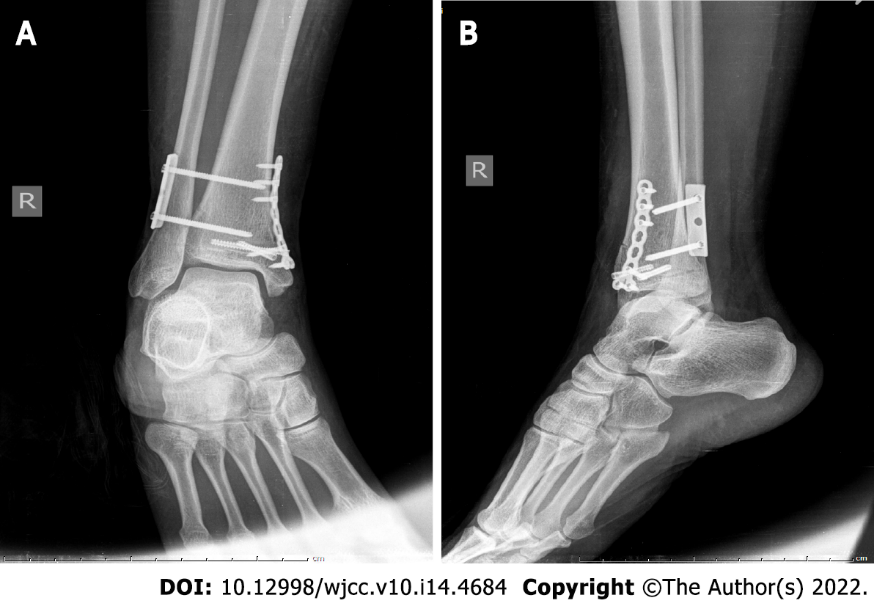 A
B
R
R
cm
cm
DOI: 10.12998/wjcc.v10.i14.4684 Copyright ©The Author(s) 2022.